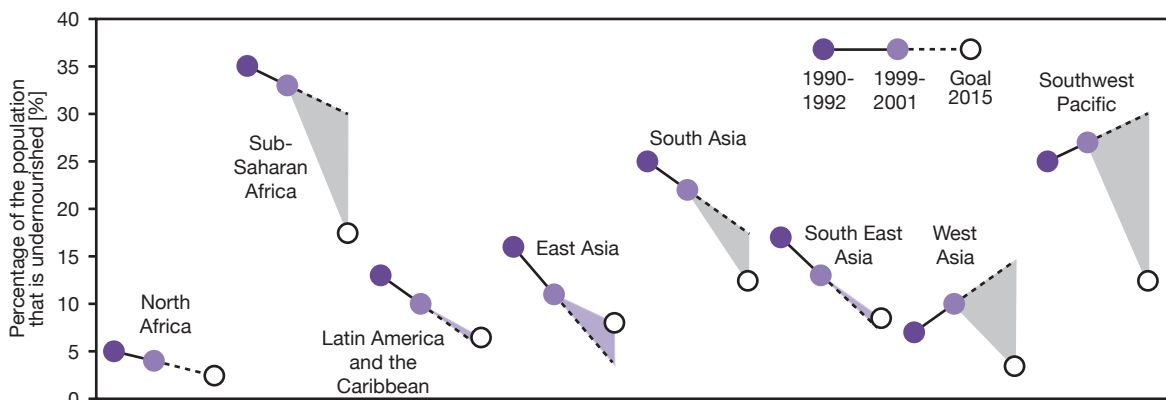 Percentage of the population
that is undernourished [%]
40
35
30
25
20
15
10
5
0
North
Africa
Sub-
Saharan
Africa
Latin America
and the
Caribbean
East Asia
South Asia
South East
Asia
West
Asia
Southwest
Pacific
1990-
1992
1999-
2001
Goal
2015